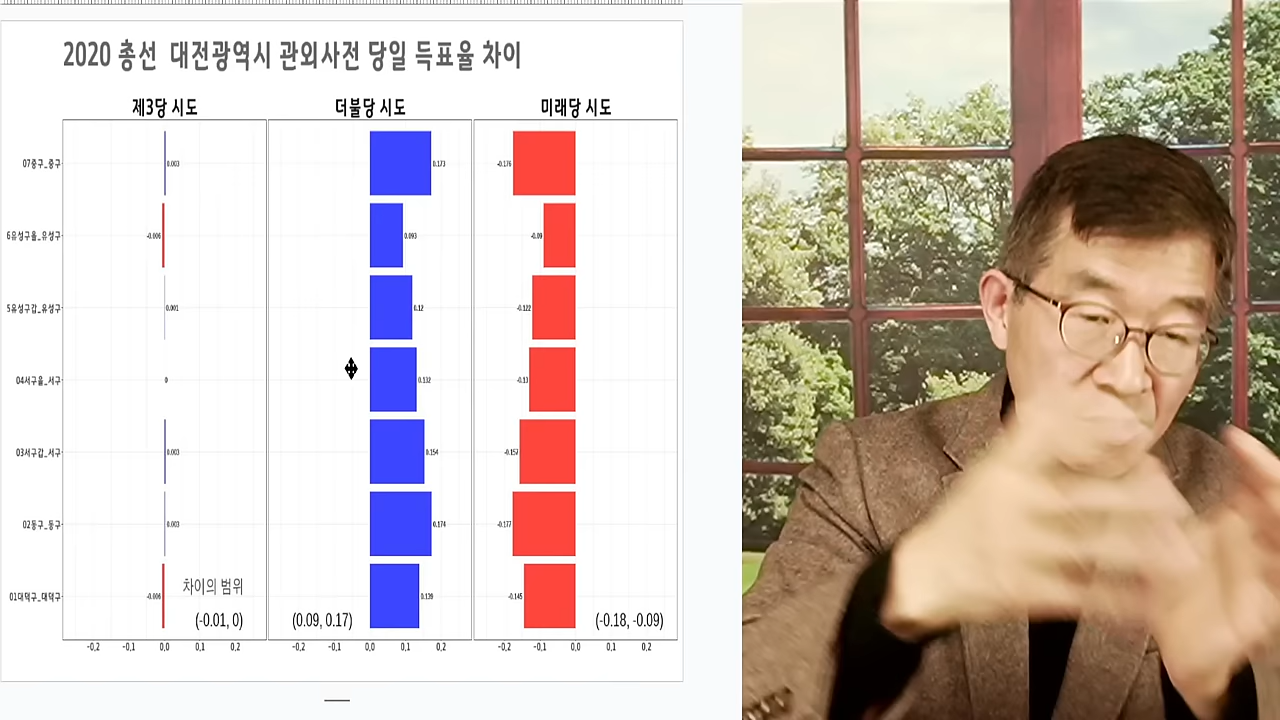 2020 총선 대전광역시 관외사전 당일 득표율 차이
제3당 시도 더불당 시도 미래당 시도
07중구_중구 0.003 0.173 -0.176
6유성구을_유성구 -0.006 0.093 -0.09
5유성구갑_유성구 0.001 0.12 -0.122
04서구을_서구 0 0.132 -0.13
03서구갑_서구 0.003 0.154 -0.157
02동구_동구 0.003 0.174 -0.177
01대덕구_대덕구 -0.006 0.139 -0.145
차이의 범위
(-0.01, 0) (0.09, 0.17) (-0.18, -0.09)
-0.2 -0.1 0.0 0.1 0.2 -0.2 -0.1 0.0 0.1 0.2 -0.2 -0.1 0.0 0.1 0.2